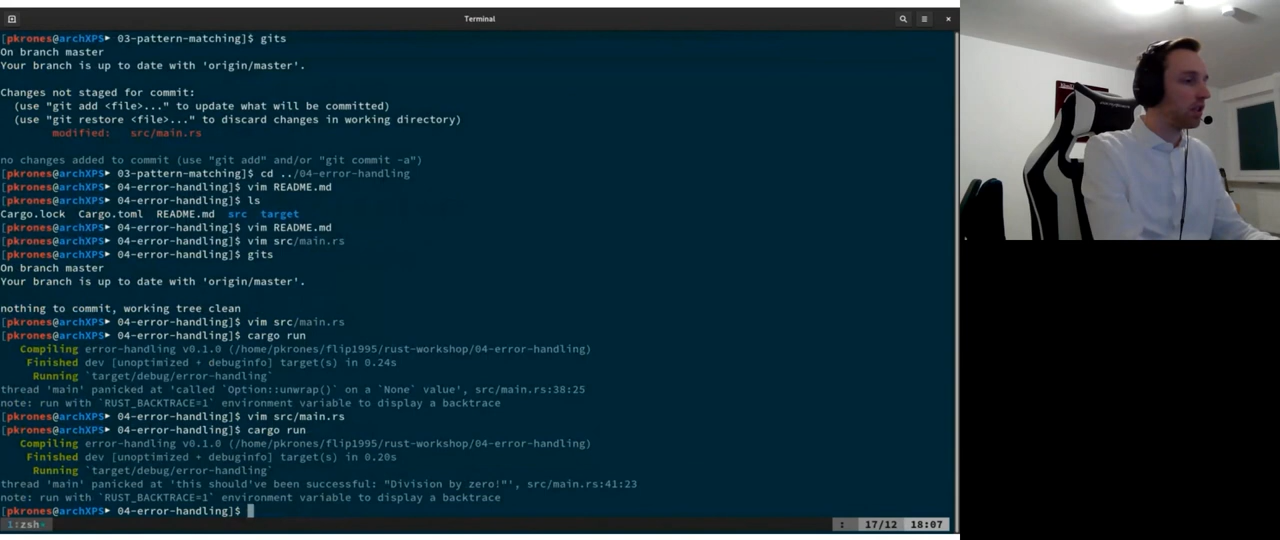 Terminal
[pkrones@archXPS► 03-pattern-matching]$ gits
On branch master
Your branch is up to date with 'origin/master'.
Changes not staged for commit:
(use "git add <file>..." to update what will be committed)
(use "git restore <file>..." to discard changes in working directory)
modified: src/main.rs
no changes added to commit (use "git add" and/or "git commit -a")
[pkrones@archXPS► 03-pattern-matching]$ cd ../04-error-handling
[pkrones@archXPS► 04-error-handling]$ vim README.md
[pkrones@archXPS► 04-error-handling]$ ls
Cargo.lock Cargo.toml README.md src target
[pkrones@archXPS► 04-error-handling]$ vim README.md
[pkrones@archXPS► 04-error-handling]$ vim src/main.rs
[pkrones@archXPS► 04-error-handling]$ gits
On branch master
Your branch is up to date with 'origin/master'.
nothing to commit, working tree clean
[pkrones@archXPS► 04-error-handling]$ vim src/main.rs
[pkrones@archXPS► 04-error-handling]$ cargo run
Compiling error-handling v0.1.0 (/home/pkrones/flip1995/rust-workshop/04-error-handling)
Finished dev [unoptimized + debuginfo] target(s) in 0.24s
Running `target/debug/error-handling`
thread 'main' panicked at 'called `Option::unwrap()` on a `None` value', src/main.rs:38:25
note: run with `RUST_BACKTRACE=1` environment variable to display a backtrace
[pkrones@archXPS► 04-error-handling]$ vim src/main.rs
[pkrones@archXPS► 04-error-handling]$ cargo run
Compiling error-handling v0.1.0 (/home/pkrones/flip1995/rust-workshop/04-error-handling)
Finished dev [unoptimized + debuginfo] target(s) in 0.20s
Running `target/debug/error-handling`
thread 'main' panicked at 'this should've been successful: "Division by zero!"', src/main.rs:41:23
note: run with `RUST_BACKTRACE=1` environment variable to display a backtrace
[pkrones@archXPS► 04-error-handling]$
1:zsh* : 17/12 18:07